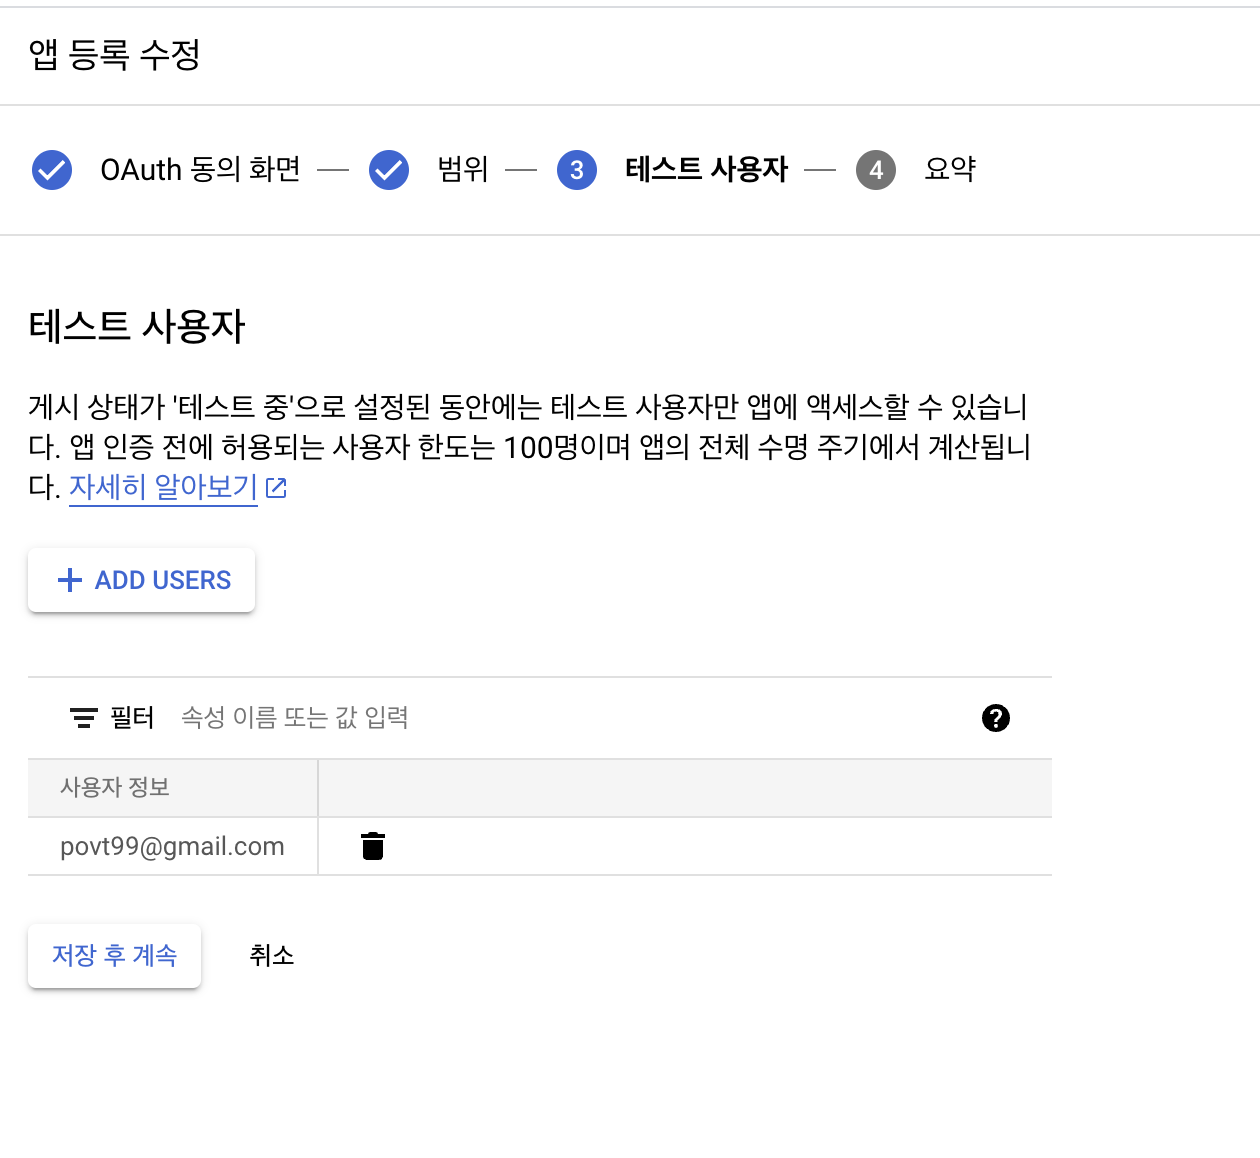 앱 등록 수정
OAuth 동의 화면 — 범위 — 3 테스트 사용자 — 4 요약
테스트 사용자
게시 상태가 '테스트 중'으로 설정된 동안에는 테스트 사용자만 앱에 액세스할 수 있습니
다. 앱 인증 전에 허용되는 사용자 한도는 100명이며 앱의 전체 수명 주기에서 계산됩니
다. 자세히 알아보기
+ ADD USERS
필터 속성 이름 또는 값 입력 ?
사용자 정보
povt99@gmail.com
저장 후 계속 취소